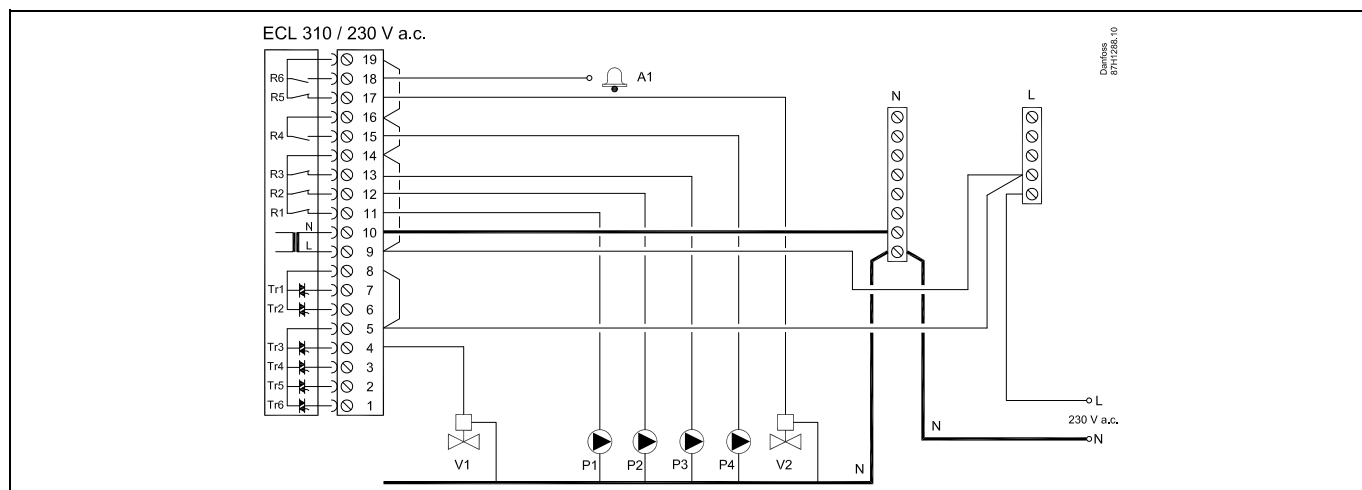 ECL 310 / 230 V a.c.
Danfoss
87H1288.10
19
R6 18 A1
R5 17
16
R4 15
14
R3 13
R2 12
R1 11
N 10
L 9
8
Tr1 7
Tr2 6
5
Tr3 4
Tr4 3
Tr5 2
Tr6 1
N
L
L
230 V a.c.
N
N
V1
P1
P2
P3
P4
V2
N